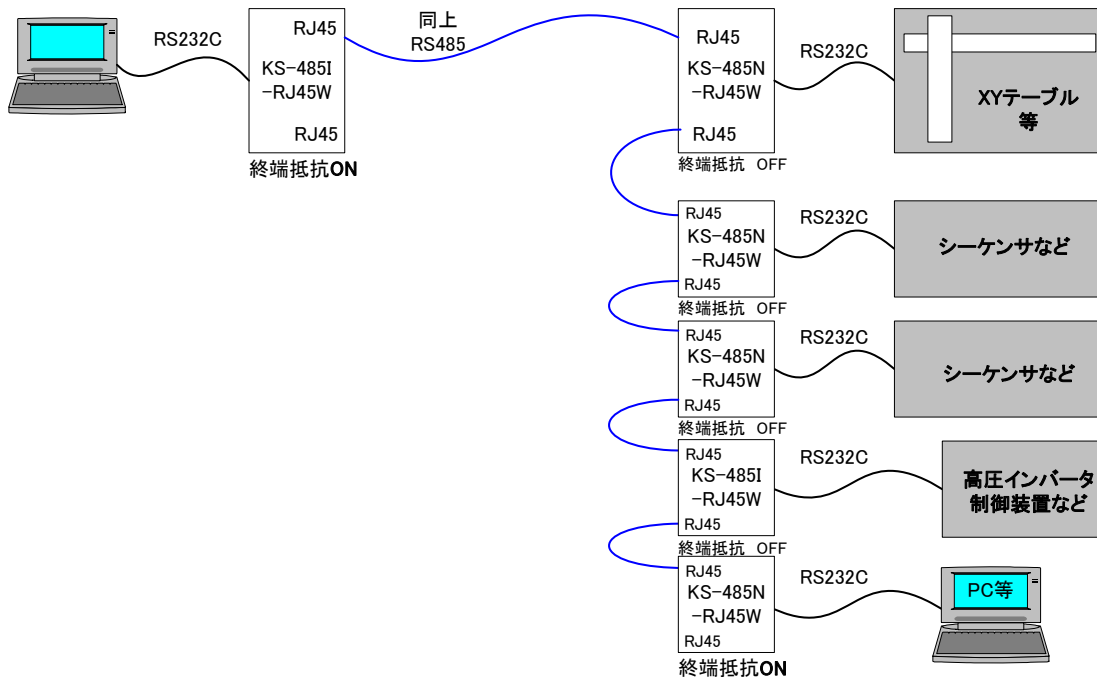 RS232C
RJ45
KS-485I
-RJ45W
RJ45
終端抵抗ON
同上
RS485
RJ45
KS-485N
-RJ45W
RJ45
終端抵抗 OFF
RS232C
XYテーブル
等
RJ45
KS-485N
-RJ45W
RJ45
終端抵抗 OFF
RS232C
シーケンサなど
RJ45
KS-485N
-RJ45W
RJ45
終端抵抗 OFF
RS232C
シーケンサなど
RJ45
KS-485I
-RJ45W
RJ45
終端抵抗 OFF
RS232C
高圧インバータ
制御装置など
RJ45
KS-485N
-RJ45W
RJ45
終端抵抗ON
RS232C
PC等